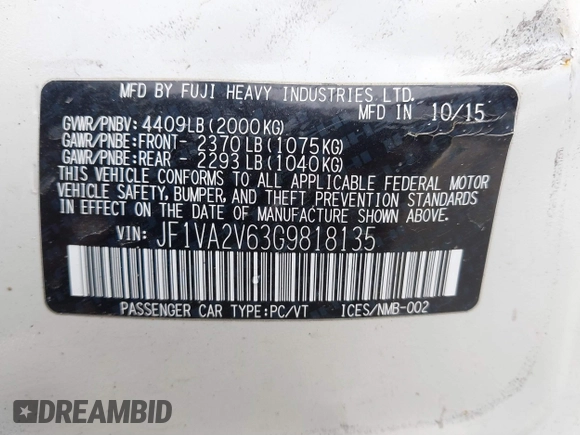 MFD BY FUJI HEAVY INDUSTRIES LTD.
MFD IN 10/15
GVWR/PNBV: 4409LB(2000KG)
GAWR/PNBE:FRONT- 2370LB(1075KG)
GAWR/PNBE:REAR - 2293LB(1040KG)
THIS VEHICLE CONFORMS TO ALL APPLICABLE FEDERAL MOTOR
VEHICLE SAFETY, BUMPER, AND THEFT PREVENTION STANDARDS
IN EFFECT ON THE DATE OF MANUFACTURE SHOWN ABOVE.
VIN: JF1VA2V63G9818135
PASSENGER CAR TYPE:PC/VT ICES/NMB-002
DREAMBID